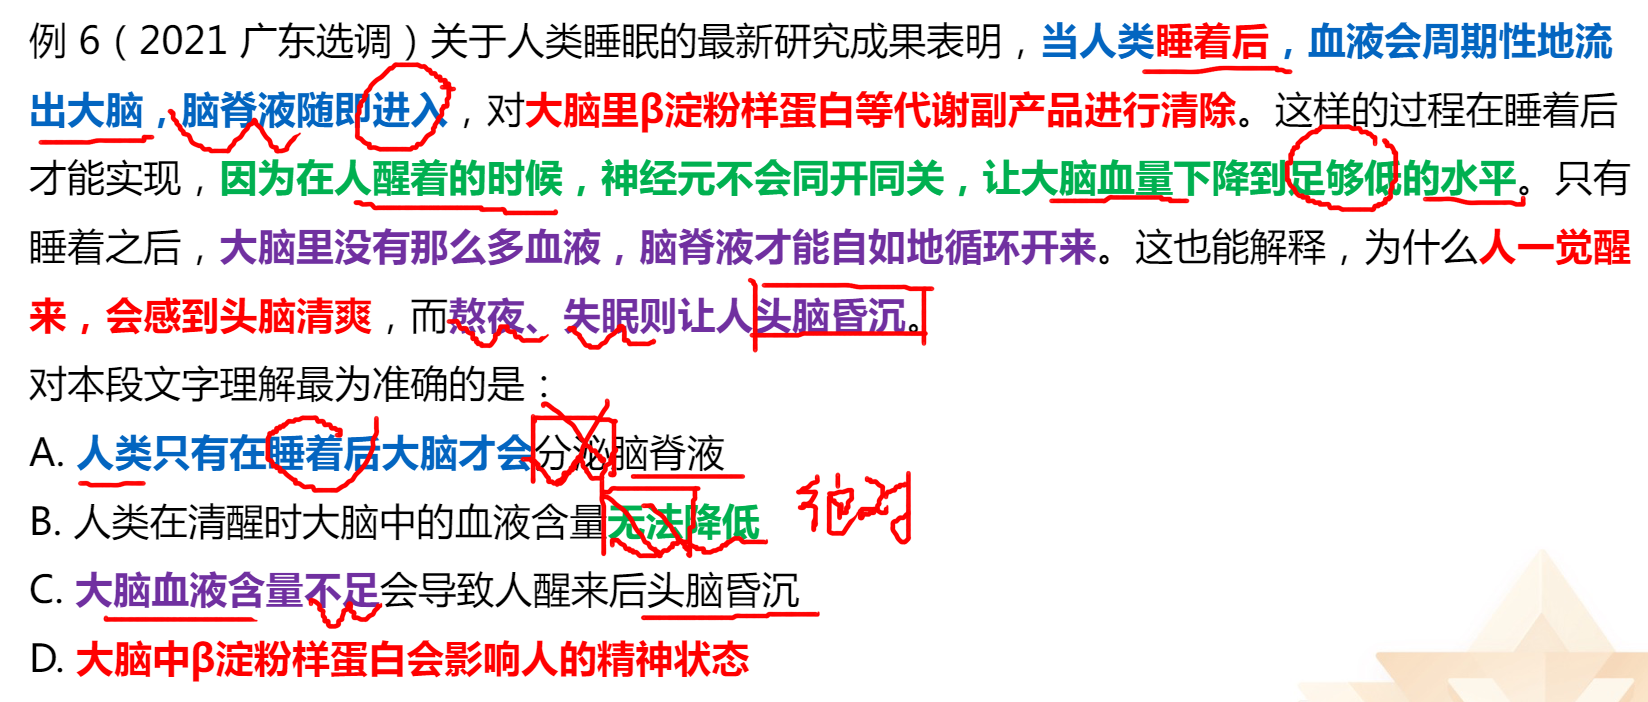 例 6（2021 广东选调）关于人类睡眠的最新研究成果表明，当人类睡着后，血液会周期性地流
出大脑，脑脊液随即进入，对大脑里β淀粉样蛋白等代谢副产品进行清除。这样的过程在睡着后
才能实现，因为在人醒着的时候，神经元不会同开同关，让大脑血量下降到足够低的水平。只有
睡着之后，大脑里没有那么多血液，脑脊液才能自如地循环开来。这也能解释，为什么人一觉醒
来，会感到头脑清爽，而熬夜、失眠则让人头脑昏沉。
对本段文字理解最为准确的是：
A. 人类只有在睡着后大脑才会分泌脑脊液
B. 人类在清醒时大脑中的血液含量无法降低 绝对
C. 大脑血液含量不足会导致人醒来后头脑昏沉
D. 大脑中β淀粉样蛋白会影响人的精神状态